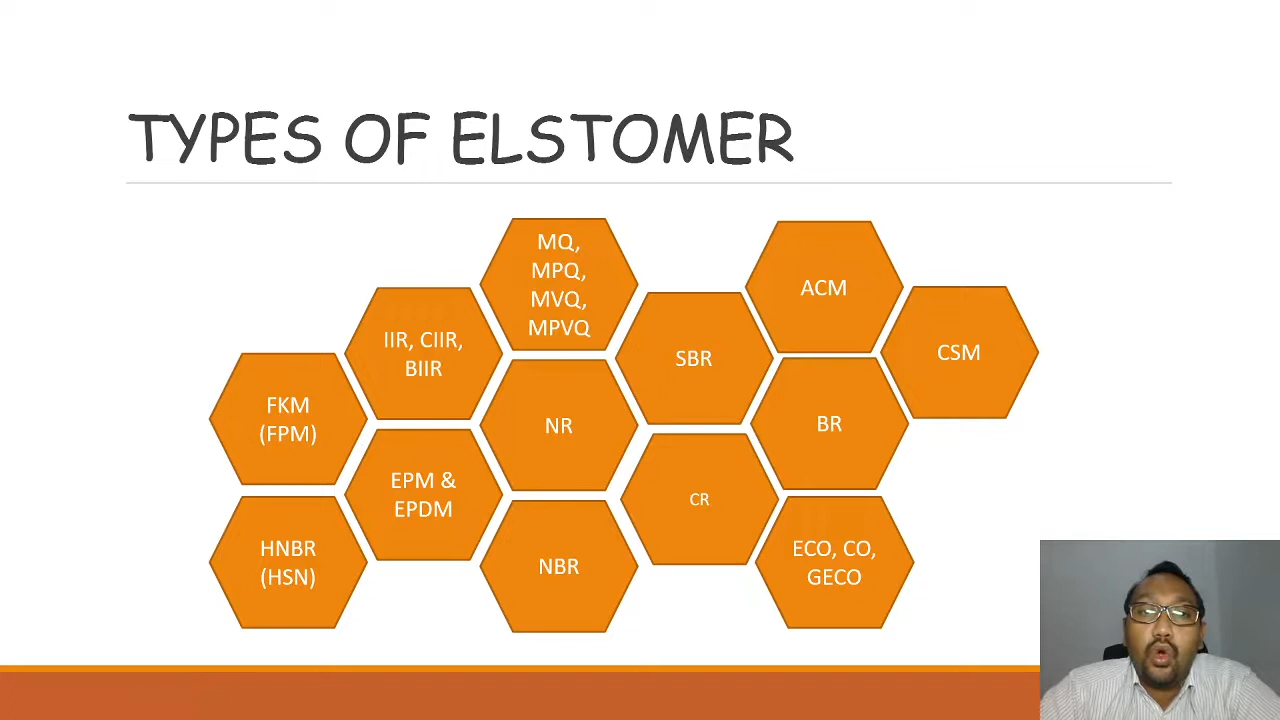 TYPES OF ELSTOMER
MQ,
MPQ,
MVQ,
MPVQ
ACM
IIR, CIIR,
BIIR
SBR
CSM
FKM
(FPM)
NR
BR
EPM &
EPDM
CR
HNBR
(HSN)
NBR
ECO, CO,
GECO